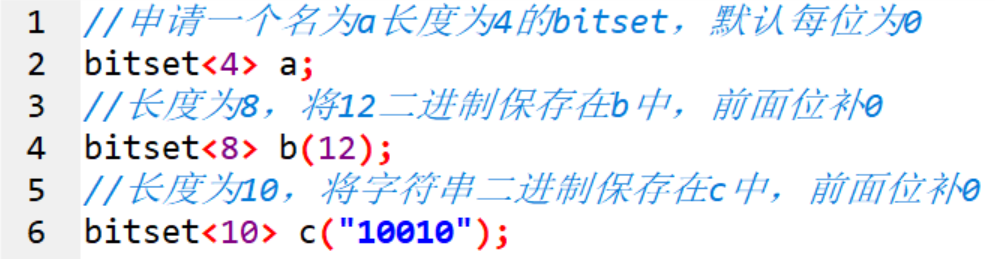 1 //申请一个名为a长度为4的bitset，默认每位为0
2 bitset<4> a;
3 //长度为8，将12二进制保存在b中，前面位补0
4 bitset<8> b(12);
5 //长度为10，将字符串二进制保存在c中，前面位补0
6 bitset<10> c("10010");